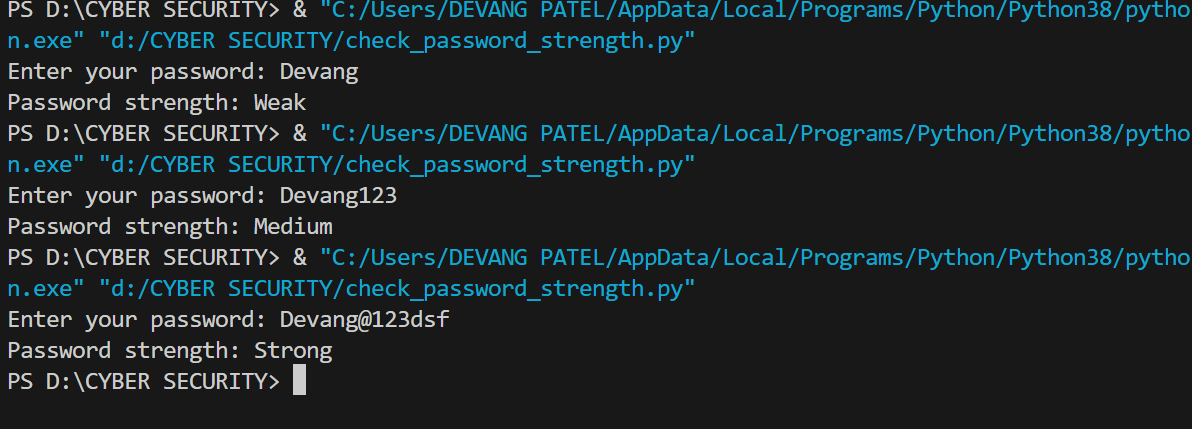 PS D:\CYBER SECURITY> & "C:/Users/DEVANG PATEL/AppData/Local/Programs/Python/Python38/pytho
n.exe" "d:/CYBER SECURITY/check_password_strength.py"
Enter your password: Devang
Password strength: Weak
PS D:\CYBER SECURITY> & "C:/Users/DEVANG PATEL/AppData/Local/Programs/Python/Python38/pytho
n.exe" "d:/CYBER SECURITY/check_password_strength.py"
Enter your password: Devang123
Password strength: Medium
PS D:\CYBER SECURITY> & "C:/Users/DEVANG PATEL/AppData/Local/Programs/Python/Python38/pytho
n.exe" "d:/CYBER SECURITY/check_password_strength.py"
Enter your password: Devang@123dsf
Password strength: Strong
PS D:\CYBER SECURITY>